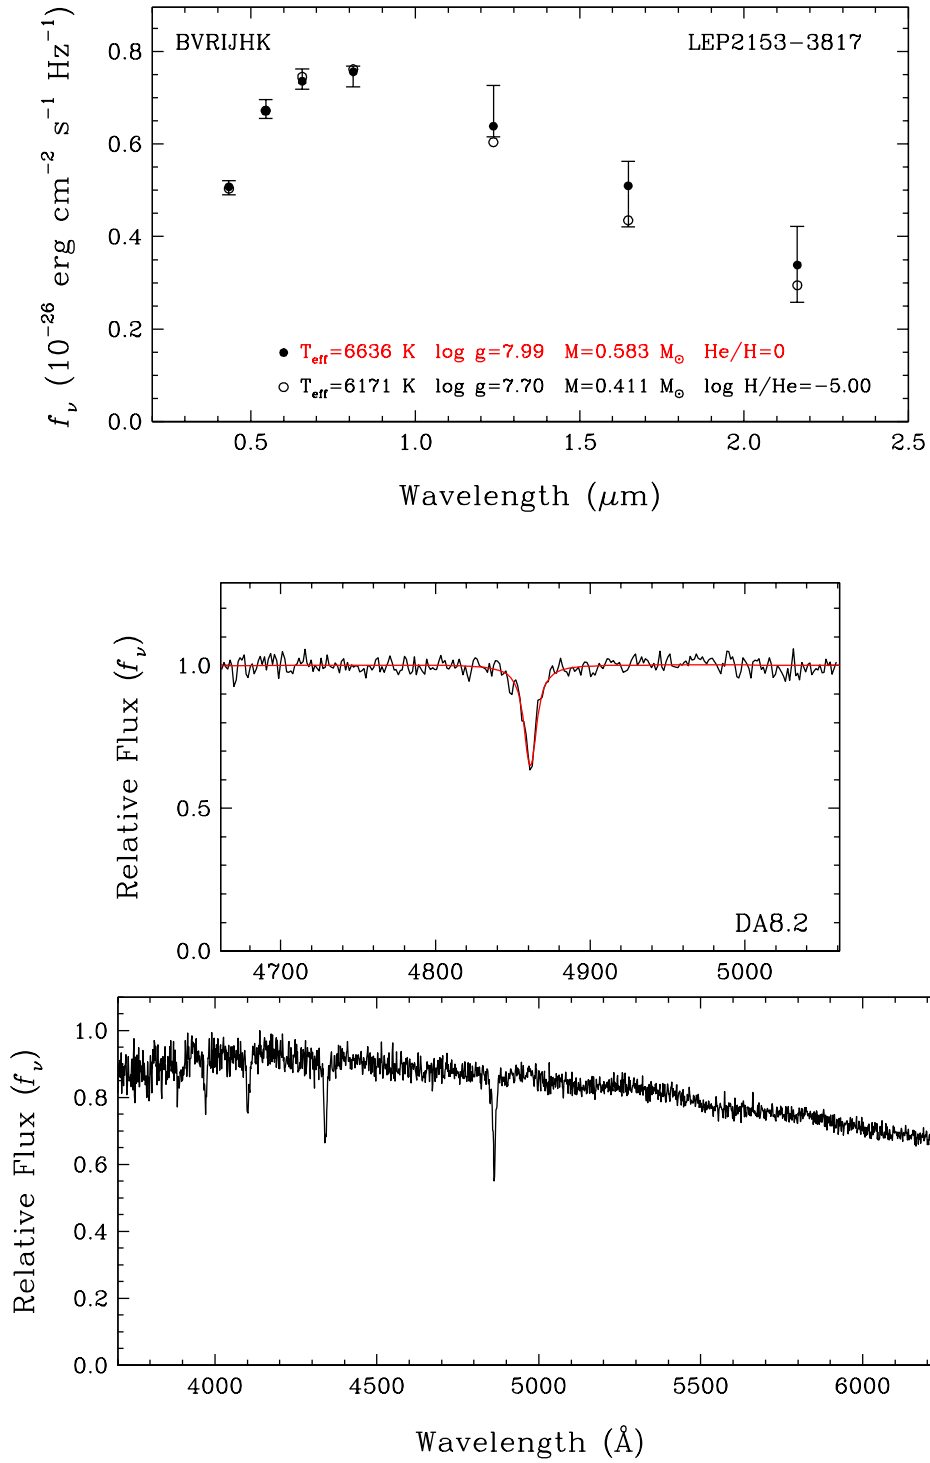 BVRIJHK LEP2153−3817
f_ν (10^−26 erg cm^−2 s^−1 Hz^−1)
0.8
0.6
0.4
0.2
0.0
T_eff=6636 K log g=7.99 M=0.583 M_⊙ He/H=0
T_eff=6171 K log g=7.70 M=0.411 M_⊙ log H/He=−5.00
0.5 1.0 1.5 2.0 2.5
Wavelength (μm)
Relative Flux (f_ν)
1.0
0.5
0.0
DA8.2
4700 4800 4900 5000
Relative Flux (f_ν)
1.0
0.8
0.6
0.4
0.2
0.0
4000 4500 5000 5500 6000
Wavelength (Å)